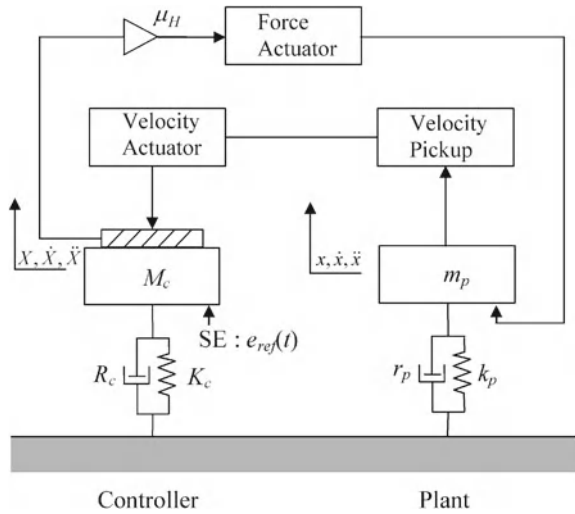 μ_H
Force
Actuator
Velocity
Actuator
Velocity
Pickup
X, Ẋ, Ẍ
x, ẋ, ẍ
M_c
m_p
SE : e_ref(t)
R_c
K_c
r_p
k_p
Controller
Plant